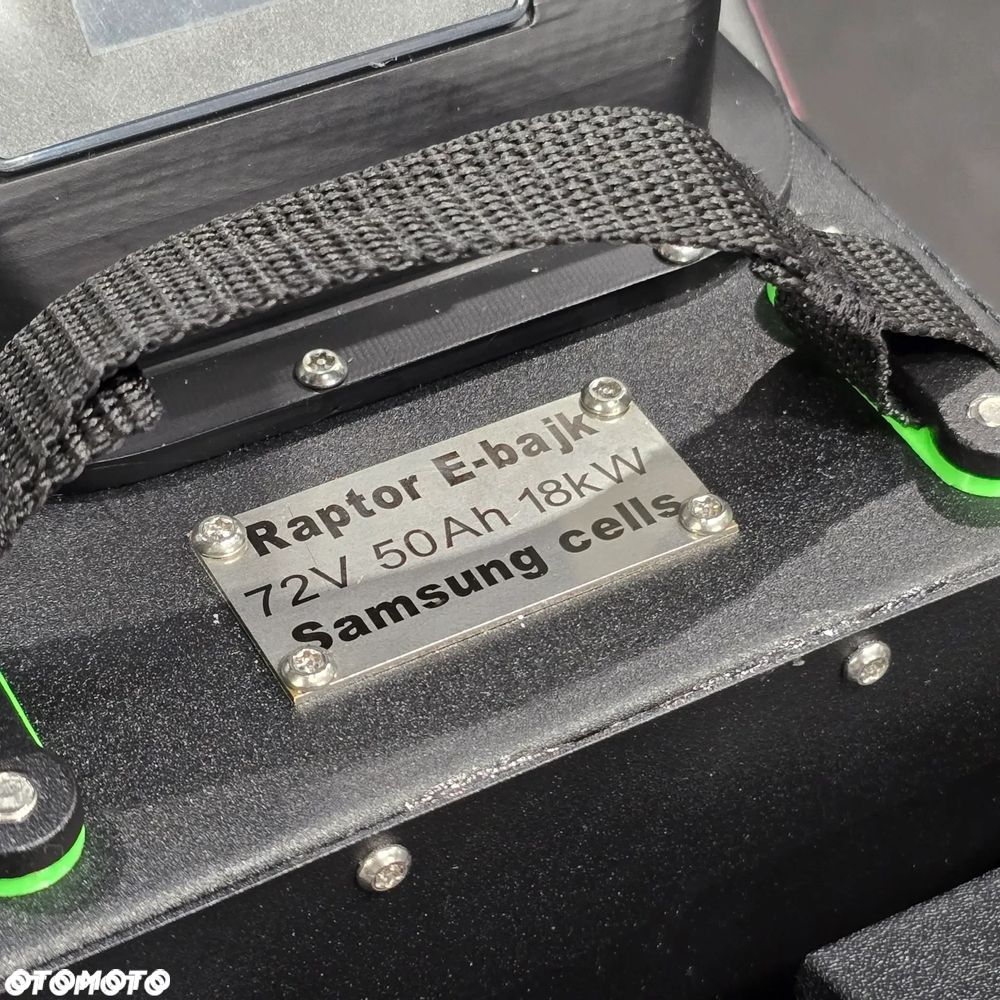 Raptor E-bajk
72V 50Ah 18kW
Samsung cells
OTOMOTO